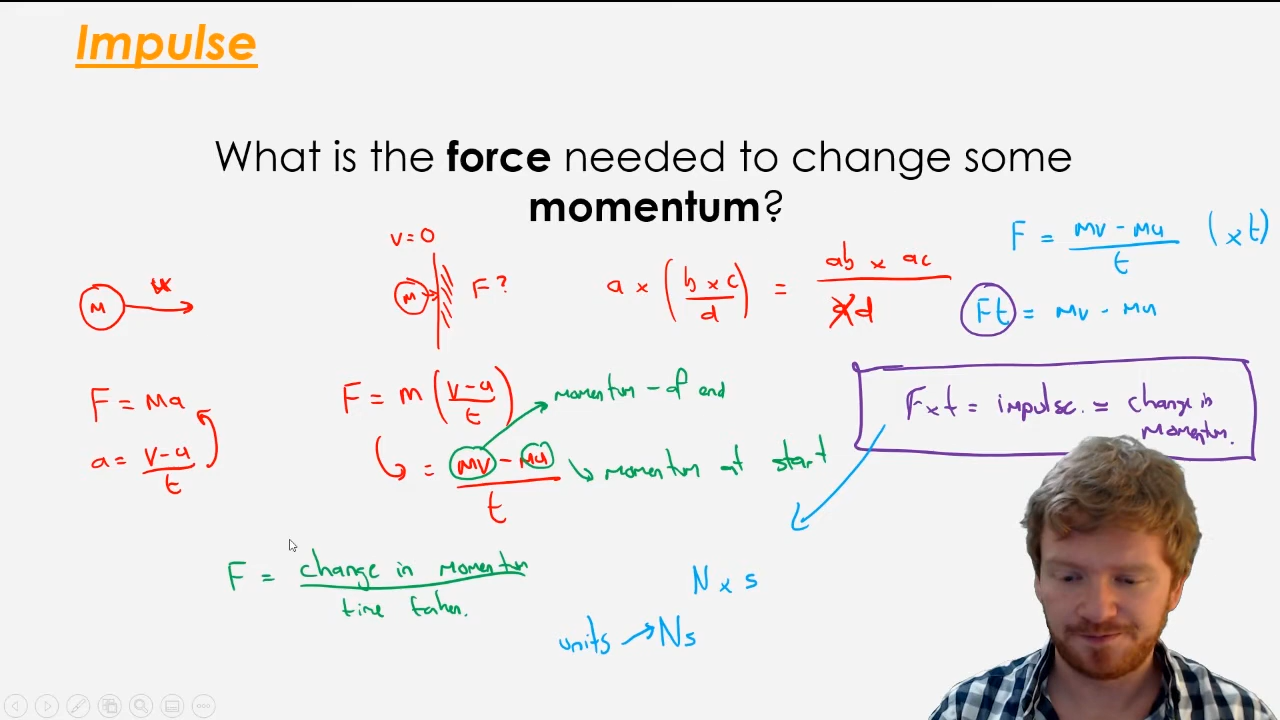 Impulse
What is the force needed to change some
momentum?
v = 0
F = mv - mu / t (x t)
a × (b × c / d) = ab × ac / d d
M
m
F?
Ft = mv - mu
F = ma
F = m (v-u / t)
momentum - at end
F x t = impulse = change in
momentum.
a = v-u / t
= mv - mu / t
momentum at start
F = change in momentum
time taken.
N x s
units → Ns